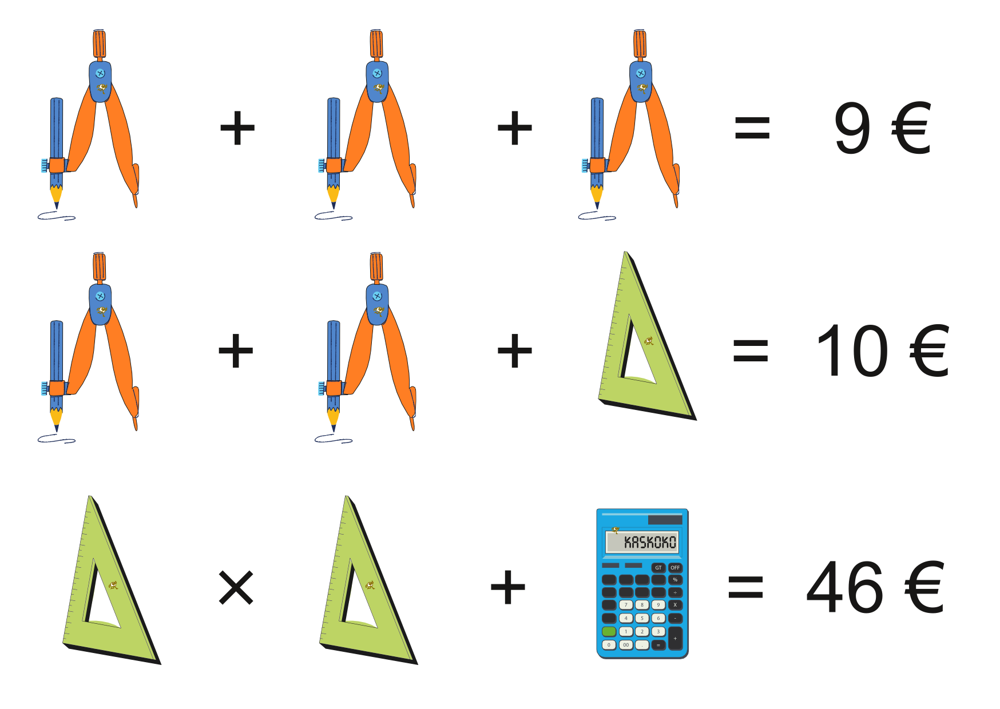 + + = 9 €
+ + = 10 €
× + = 46 €
KASKOKO
GT OFF
%
÷
7 8 9 X
4 5 6 -
1 2 3 +
0 00 . =